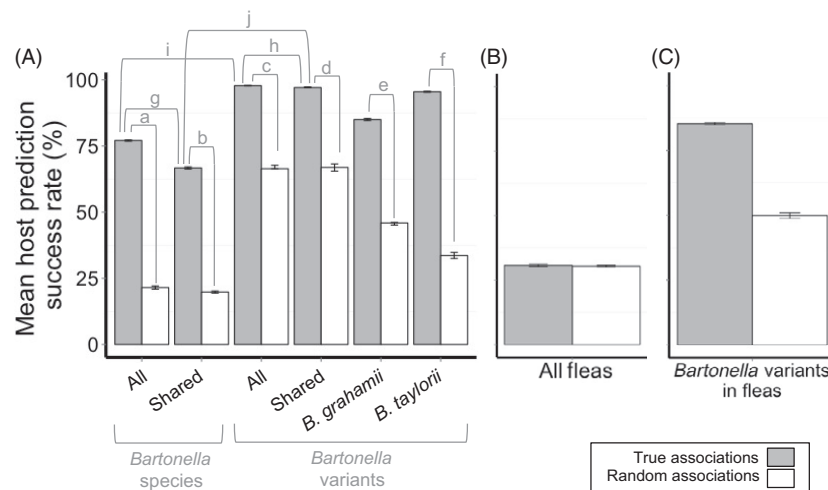 (A)
(B)
(C)
Mean host prediction
success rate (%)
100
75
50
25
0
j
i
h
g
c
d
e
f
a
b
All
Shared
All
Shared
B. grahamii
B. taylorii
Bartonella
species
Bartonella
variants
All fleas
Bartonella variants
in fleas
True associations
Random associations